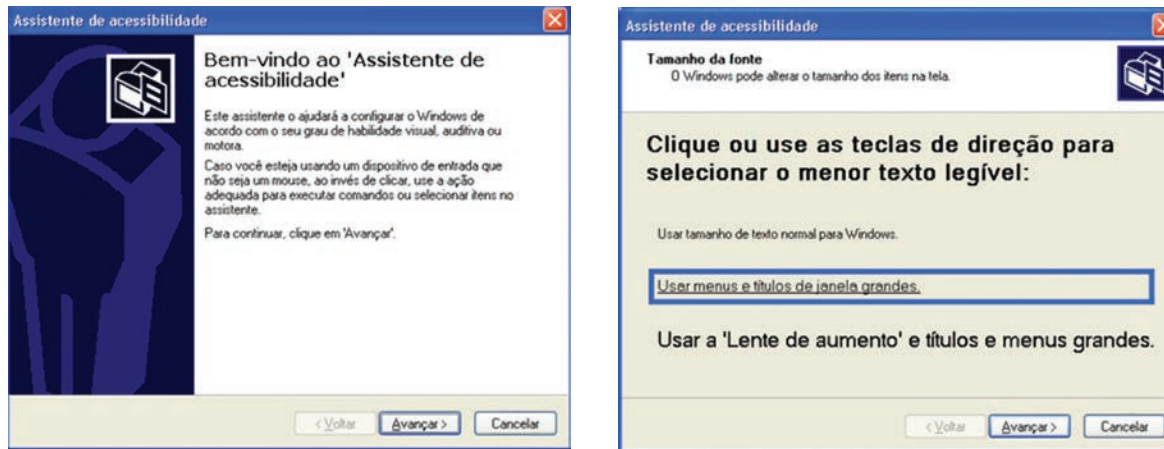 Assistente de acessibilidade
Bem-vindo ao 'Assistente de
acessibilidade'
Este assistente o ajudará a configurar o Windows de
acordo com o seu grau de habilidade visual, auditiva ou
motora.
Caso você esteja usando um dispositivo de entrada que
não seja um mouse, ao invés de clicar, use a ação
adequada para executar comandos ou selecionar itens no
assistente.
Para continuar, clique em 'Avançar'.
< Voltar
Avançar >
Cancelar
Assistente de acessibilidade
Tamanho da fonte
O Windows pode alterar o tamanho dos itens na tela.
Clique ou use as teclas de direção para
selecionar o menor texto legível:
Usar tamanho de texto normal para Windows.
Usar menus e títulos de janela grandes.
Usar a 'Lente de aumento' e títulos e menus grandes.
< Voltar
Avançar >
Cancelar